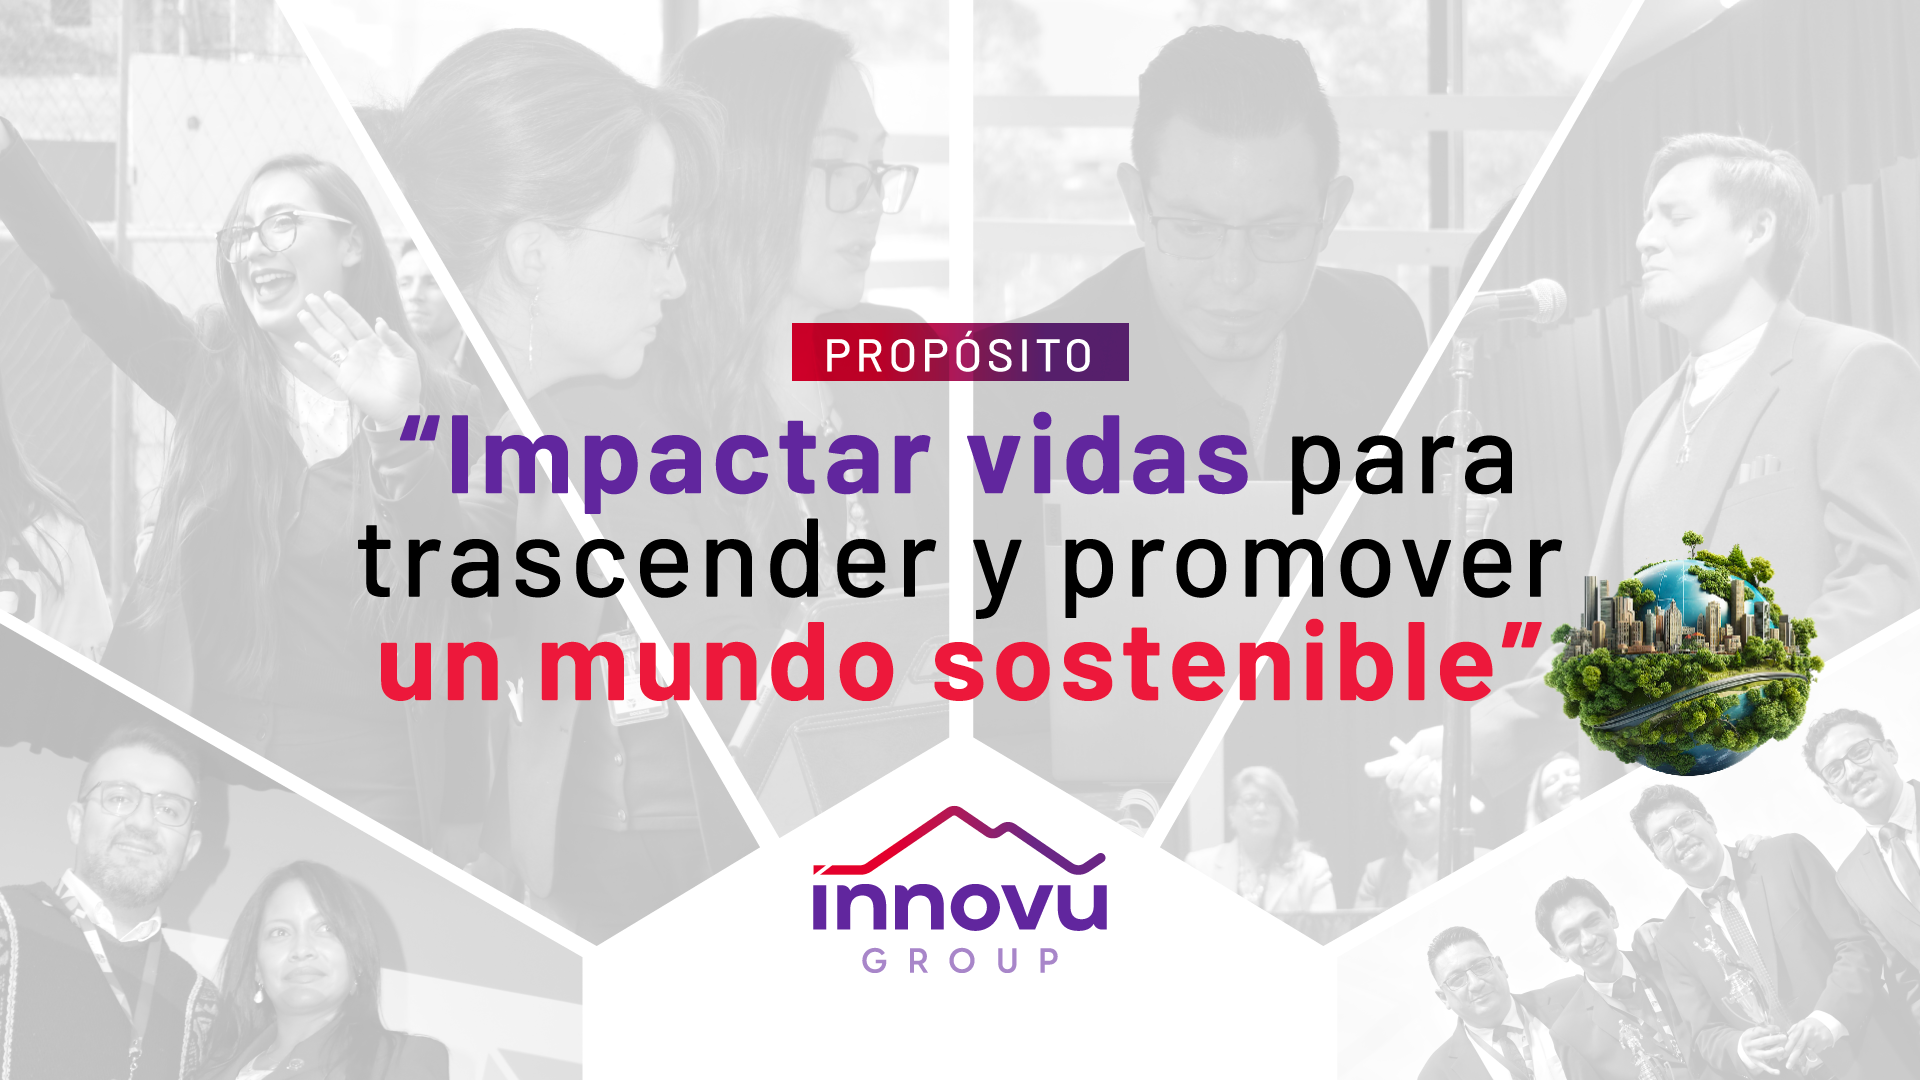 PROPÓSITO
“Impactar vidas para
trascender y promover
un mundo sostenible”
innovu
GROUP